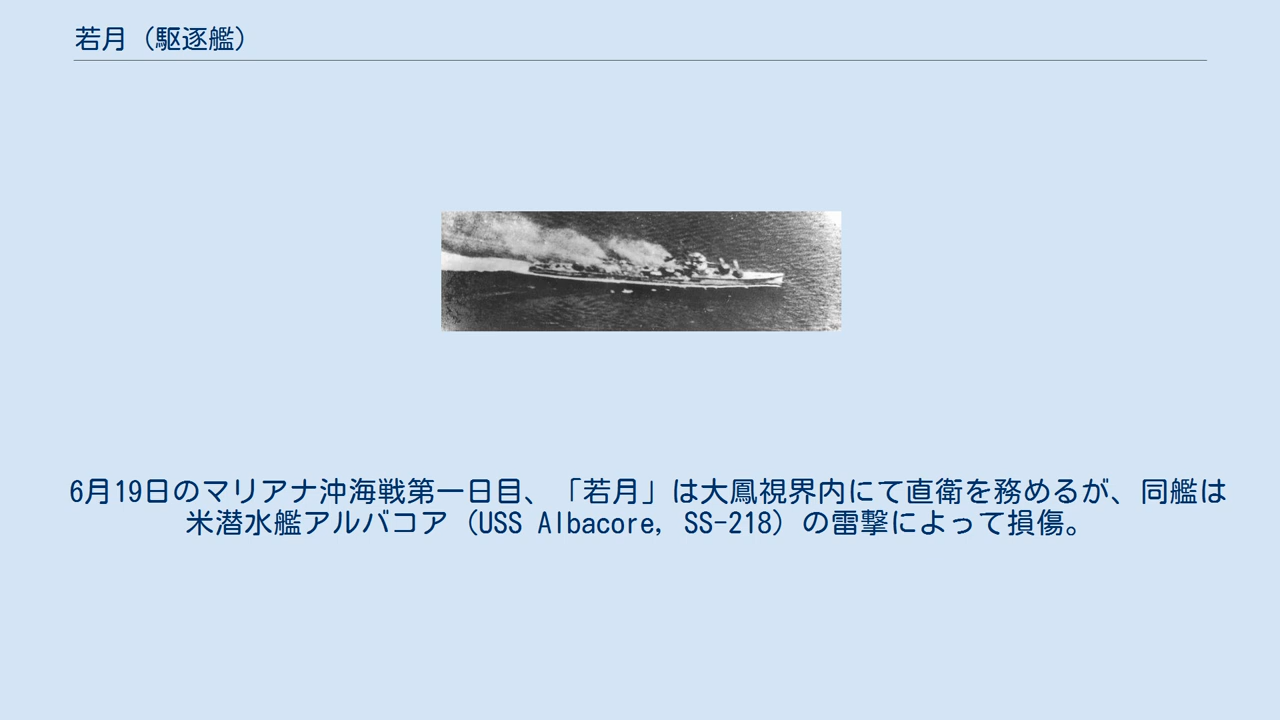 若月（駆逐艦）
6月19日のマリアナ沖海戦第一日目、「若月」は大鳳視界内にて直衛を務めるが、同艦は
米潜水艦アルバコア（USS Albacore, SS-218）の雷撃によって損傷。